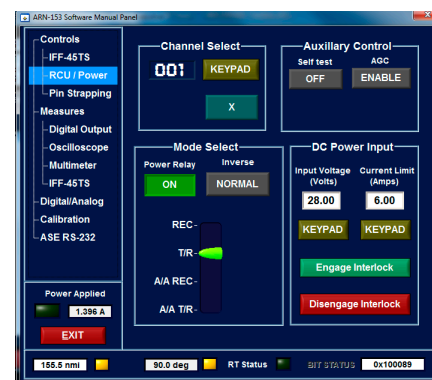 ARN-153 Software Manual Panel
Controls
IFF-45TS
RCU / Power
Pin Strapping
Measures
Digital Output
Oscilloscope
Multimeter
IFF-45TS
Digital/Analog
Calibration
ASE RS-232
Power Applied
1.396 A
EXIT
Channel Select
001
KEYPAD
X
Auxiliary Control
Self test
AGC
OFF
ENABLE
Mode Select
Power Relay
Inverse
ON
NORMAL
REC
T/R
A/A REC
A/A T/R
DC Power Input
Input Voltage (Volts)
Current Limit (Amps)
28.00
6.00
KEYPAD
KEYPAD
Engage Interlock
Disengage Interlock
155.5 nmi
90.0 deg
RT Status
BIT STATUS
0x100089